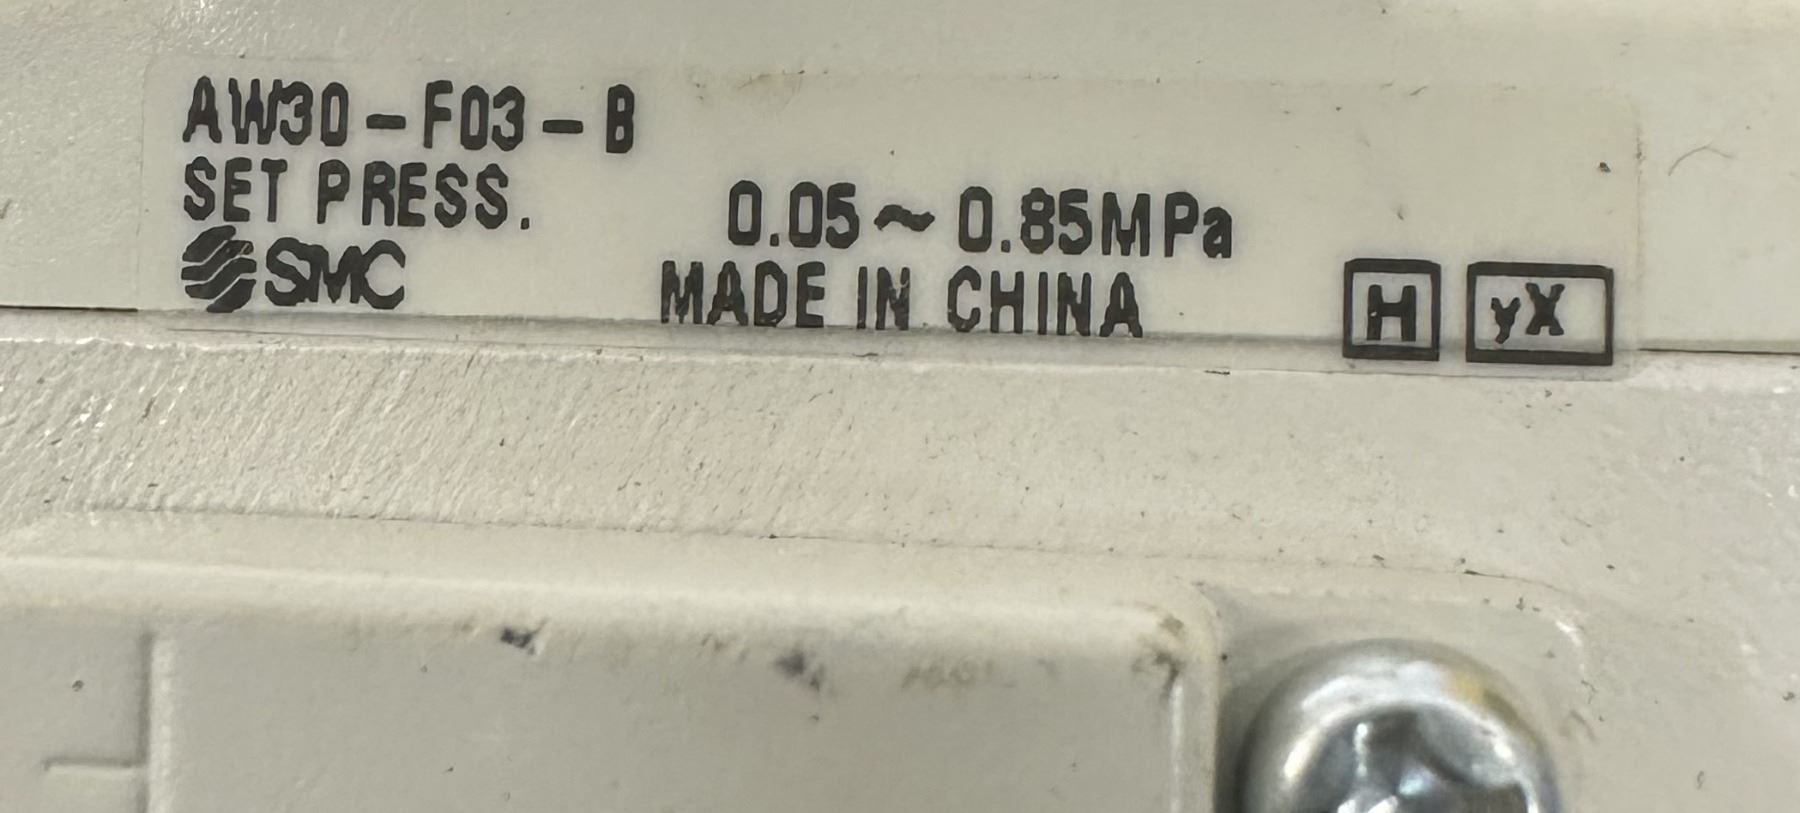 AW30-F03-B
SET PRESS. 0.05~0.85MPa
SMC MADE IN CHINA H yX